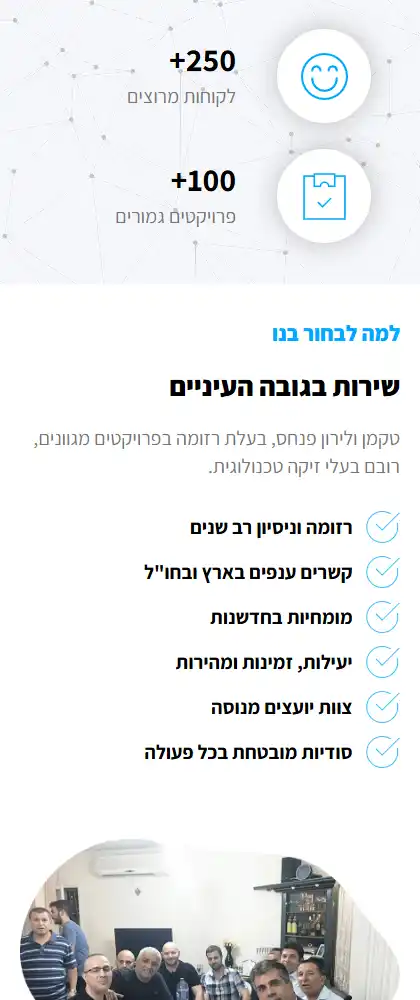 250+
לקוחות מרוצים
100+
פרויקטים גמורים
למה לבחור בנו
שירות בגובה העיניים
טקמן ולירון פנחס, בעלת רזומה בפרויקטים מגוונים,
רובם בעלי זיקה טכנולוגית.
רזומה וניסיון רב שנים
קשרים ענפים בארץ ובחו"ל
מומחיות בחדשנות
יעילות, זמינות ומהירות
צוות יועצים מנוסה
סודיות מובטחת בכל פעולה